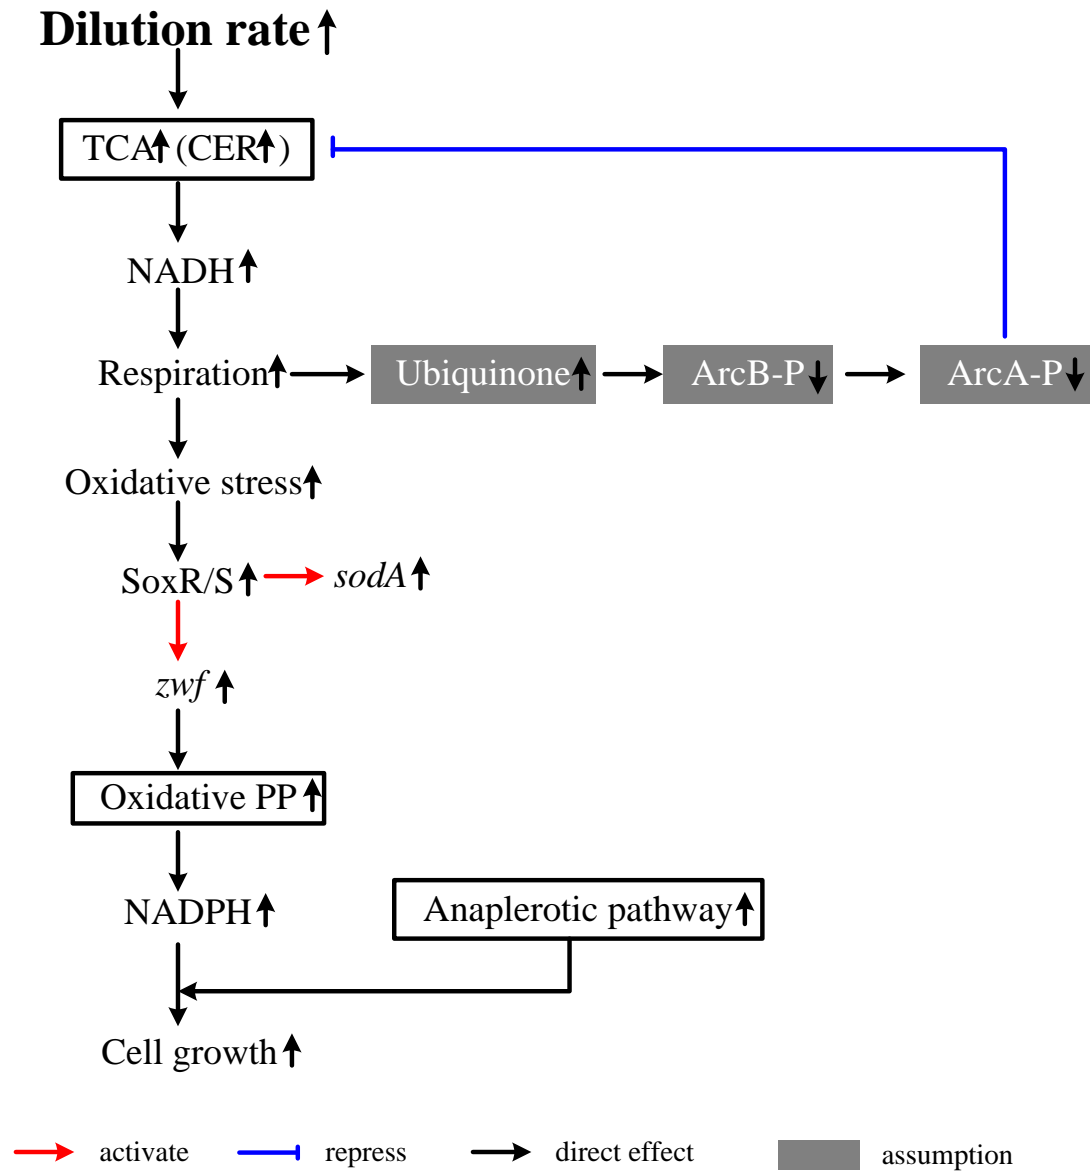 Dilution rate
TCA (CER )
NADH
Respiration Ubiquinone ArcB-P ArcA-P
Oxidative stress
SoxR/S sodA
zwf
Oxidative PP
NADPH Anaplerotic pathway
Cell growth
activate repress direct effect assumption